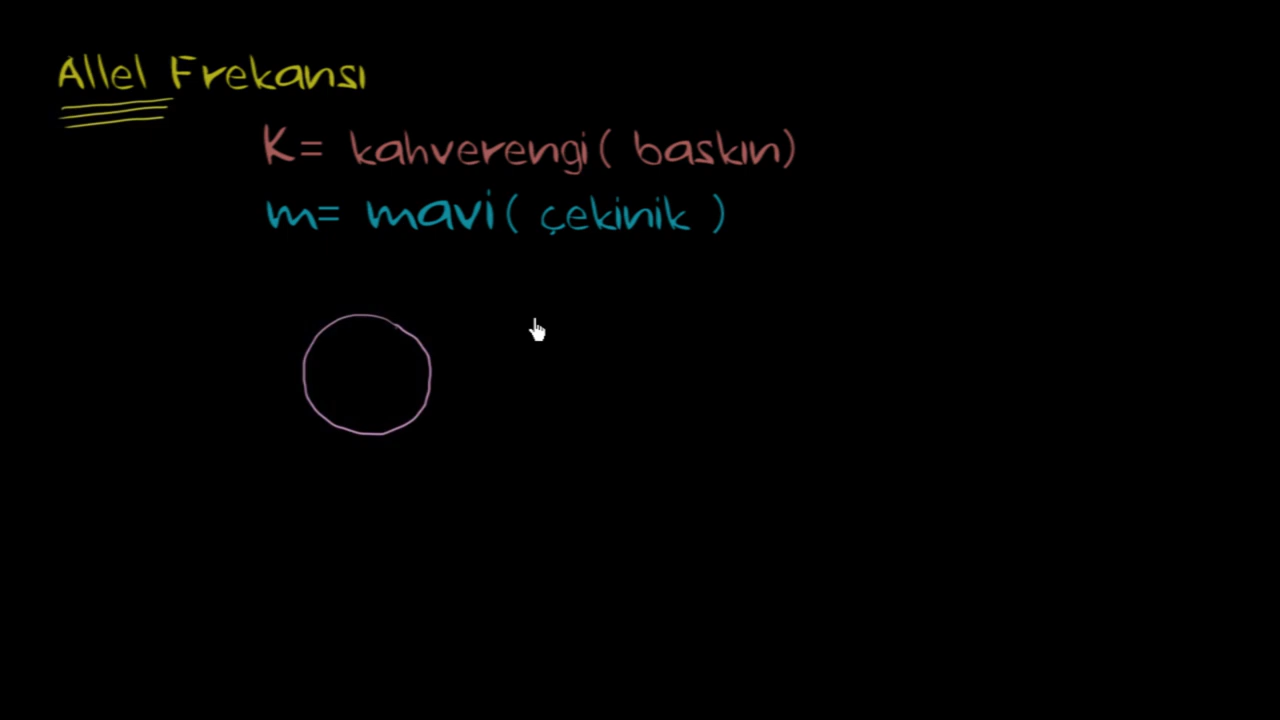 Allel Frekansı
K= kahverengi( baskın)
m= mavi( çekinik )